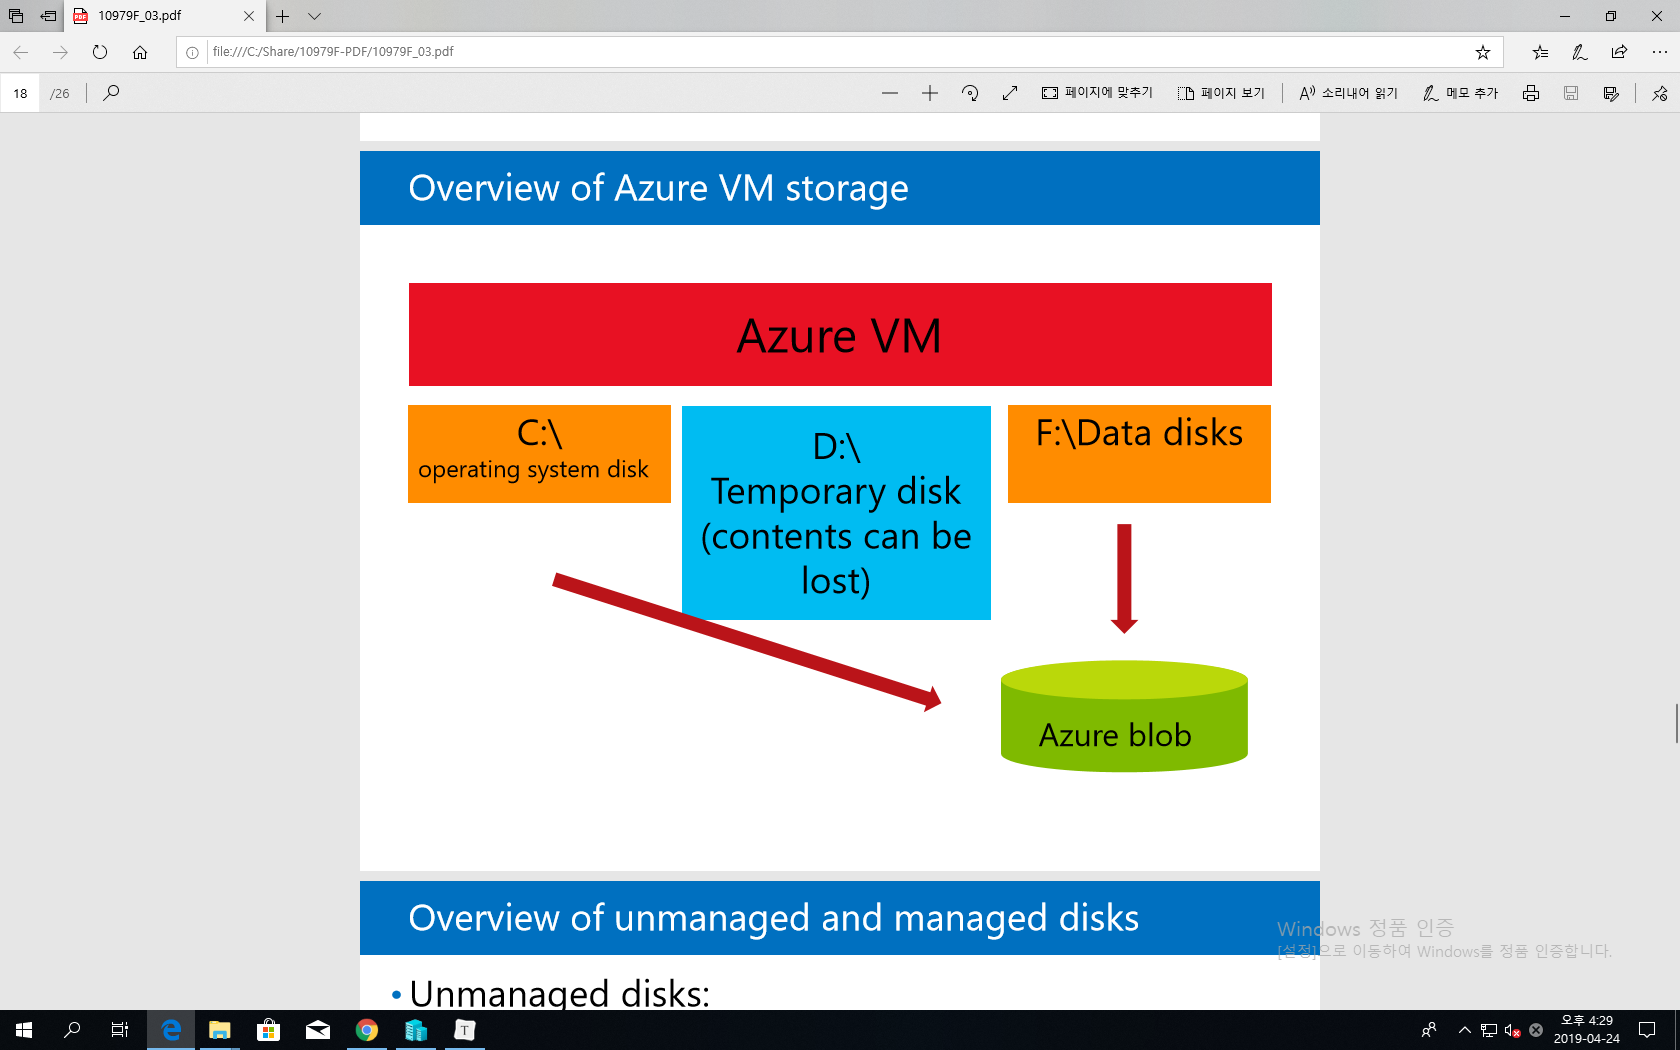 10979F_03.pdf
file:///C:/Share/10979F-PDF/10979F_03.pdf
18 /26 페이지에 맞추기 페이지 보기 소리내어 읽기 메모 추가
Overview of Azure VM storage
Azure VM
C:\
operating system disk
D:\
Temporary disk
(contents can be
lost)
F:\Data disks
Azure blob
Overview of unmanaged and managed disks
Windows 정품 인증
[설정]으로 이동하여 Windows를 정품 인증합니다.
• Unmanaged disks:
오후 4:29
2019-04-24